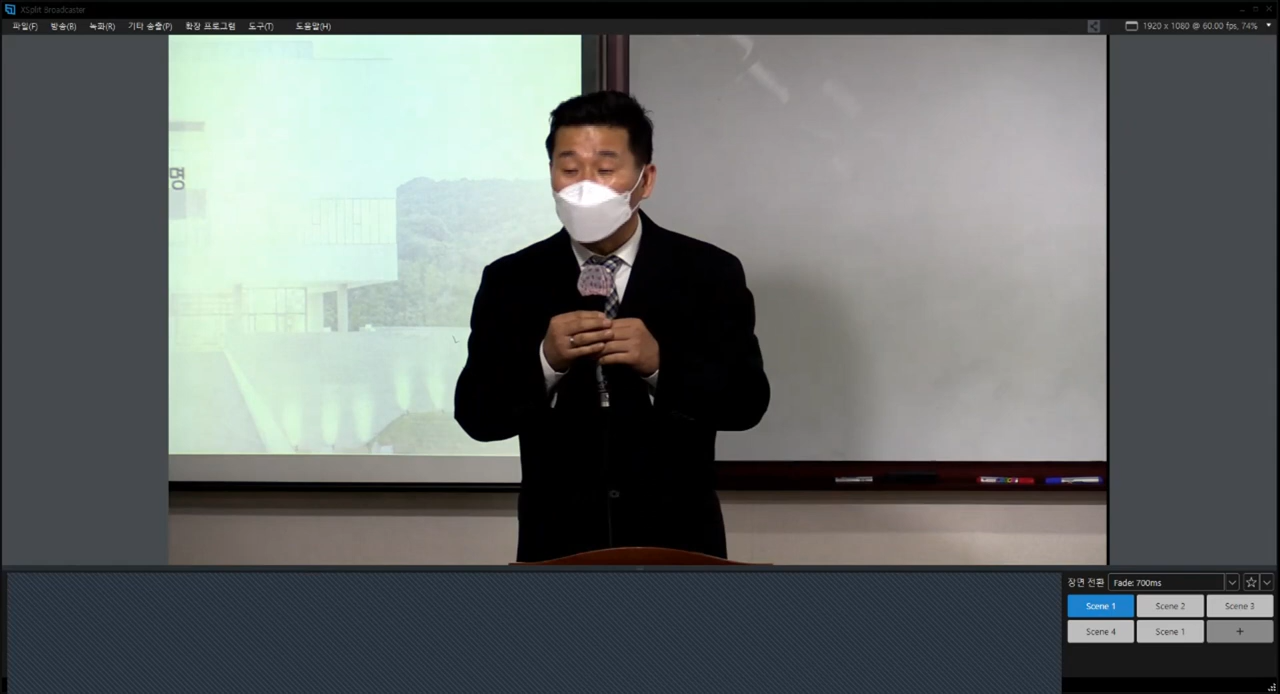 XSplit Broadcaster
파일(F) 방송(B) 녹화(R) 기타 송출(P) 확장 프로그램 도구(T) 도움말(H)
1920 x 1080 @ 60.00 fps, 74%
명
장면 전환 Fade: 700ms
Scene 1 Scene 2 Scene 3
Scene 4 Scene 1 +